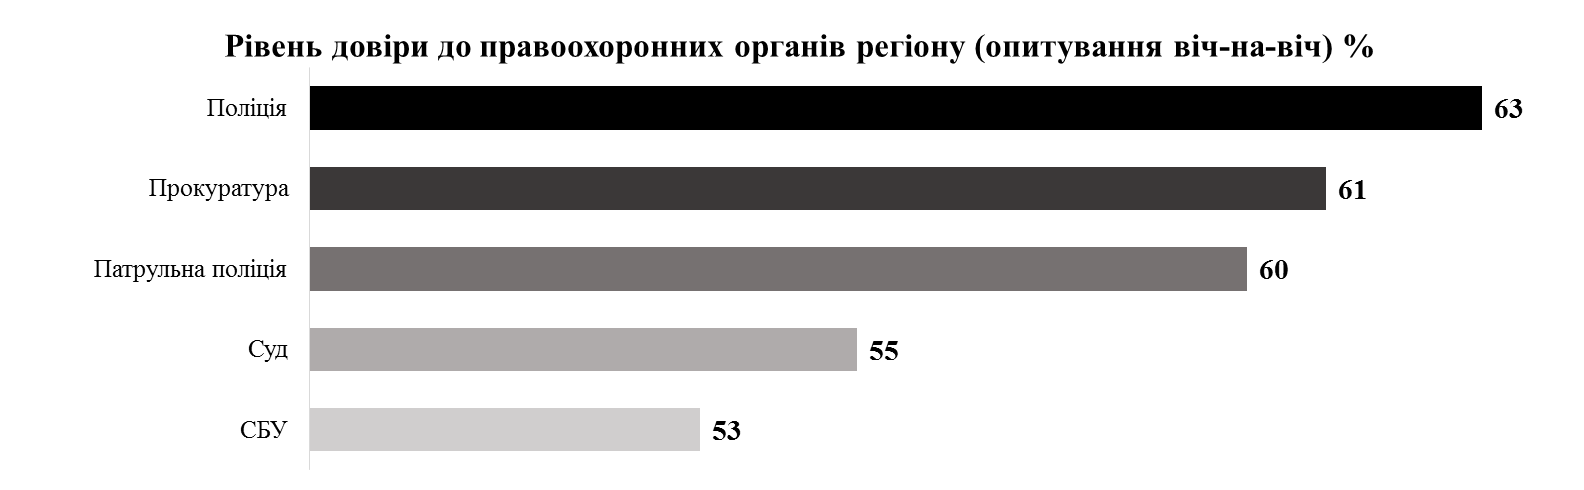 Рівень довіри до правоохоронних органів регіону (опитування віч-на-віч) %
Поліція 63
Прокуратура 61
Патрульна поліція 60
Суд 55
СБУ 53